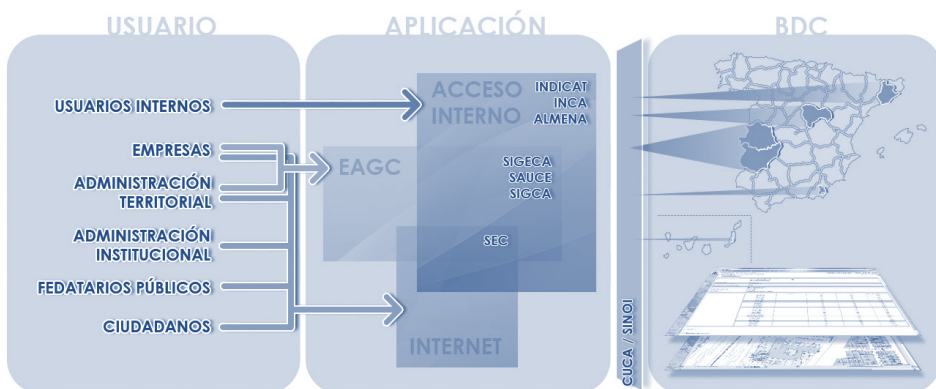 USUARIO
APLICACIÓN
BDC
USUARIOS INTERNOS
EMPRESAS
ADMINISTRACIÓN
TERRITORIAL
ADMINISTRACIÓN
INSTITUCIONAL
FEDATARIOS PÚBLICOS
CIUDADANOS
ACCESO
INTERNO
INDICAT
INCA
ALMENA
EAGC
SIGECA
SAUCE
SIGCA
SEC
INTERNET
CUCA / SINOI